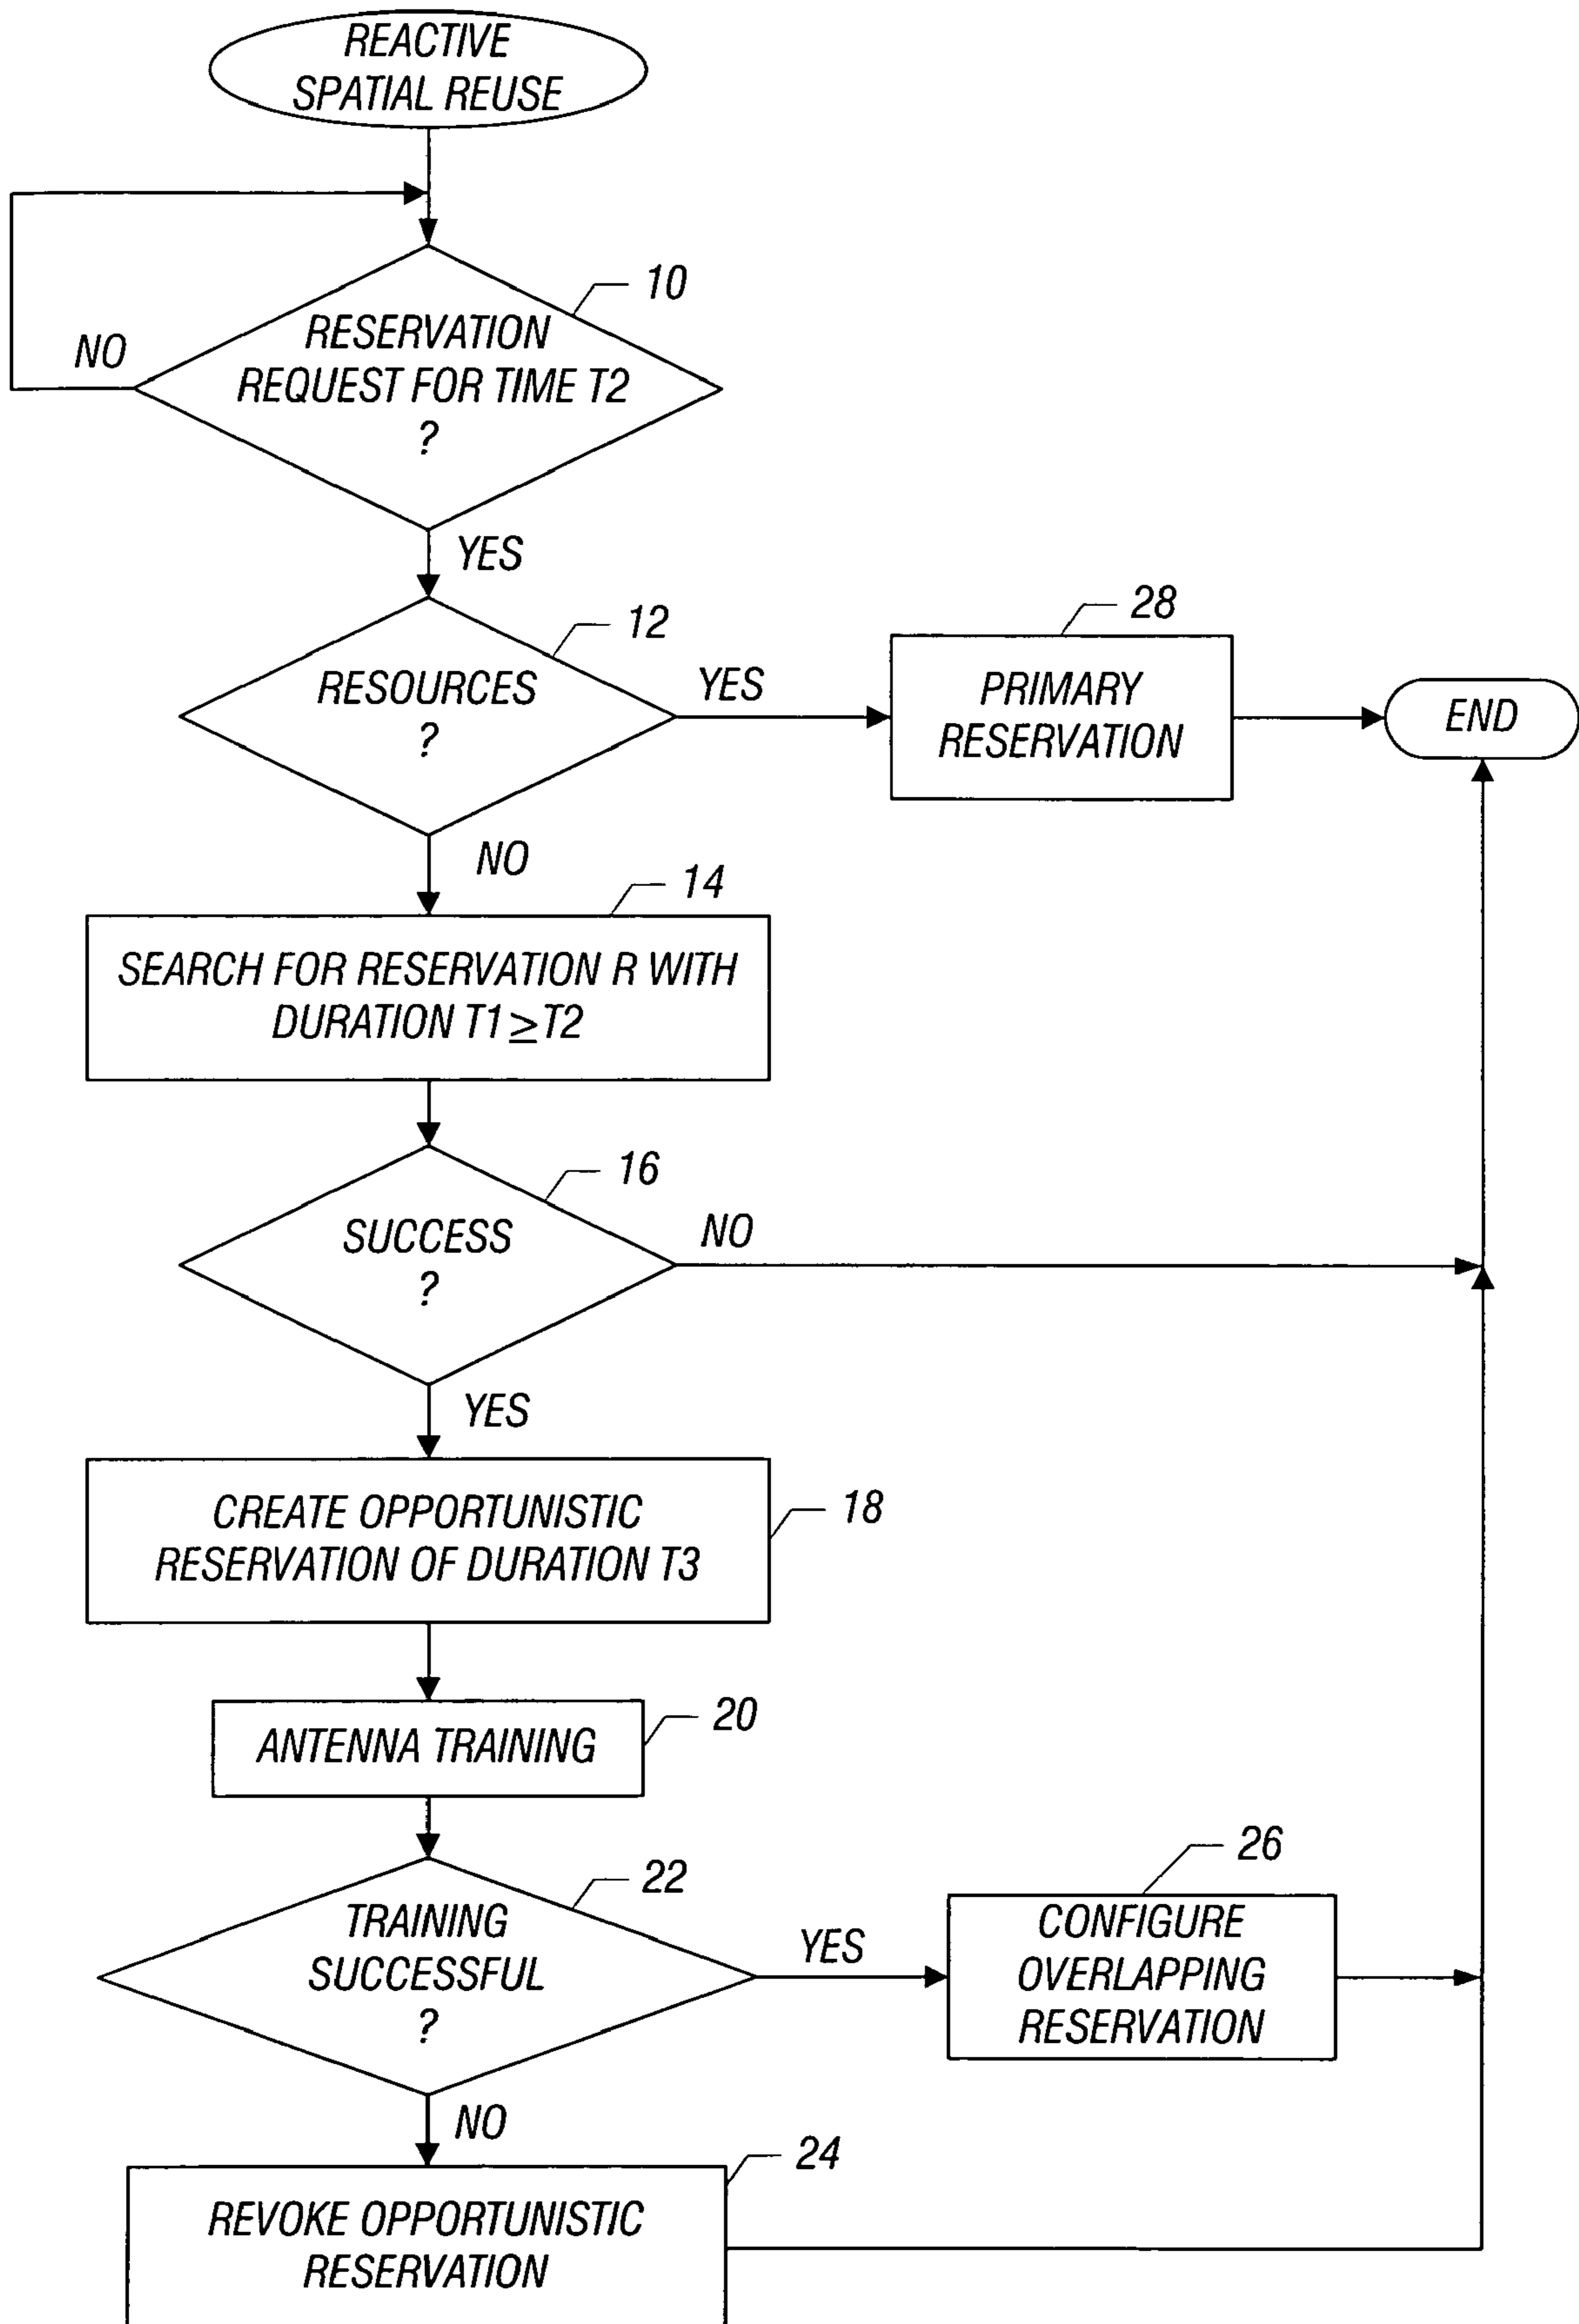 REACTIVE
SPATIAL REUSE
10
RESERVATION
REQUEST FOR TIME T2
?
NO
YES
12
RESOURCES
?
YES
28
PRIMARY
RESERVATION
END
NO
14
SEARCH FOR RESERVATION R WITH
DURATION T1≥T2
16
SUCCESS
?
NO
YES
18
CREATE OPPORTUNISTIC
RESERVATION OF DURATION T3
20
ANTENNA TRAINING
22
TRAINING
SUCCESSFUL
?
YES
26
CONFIGURE
OVERLAPPING
RESERVATION
NO
24
REVOKE OPPORTUNISTIC
RESERVATION